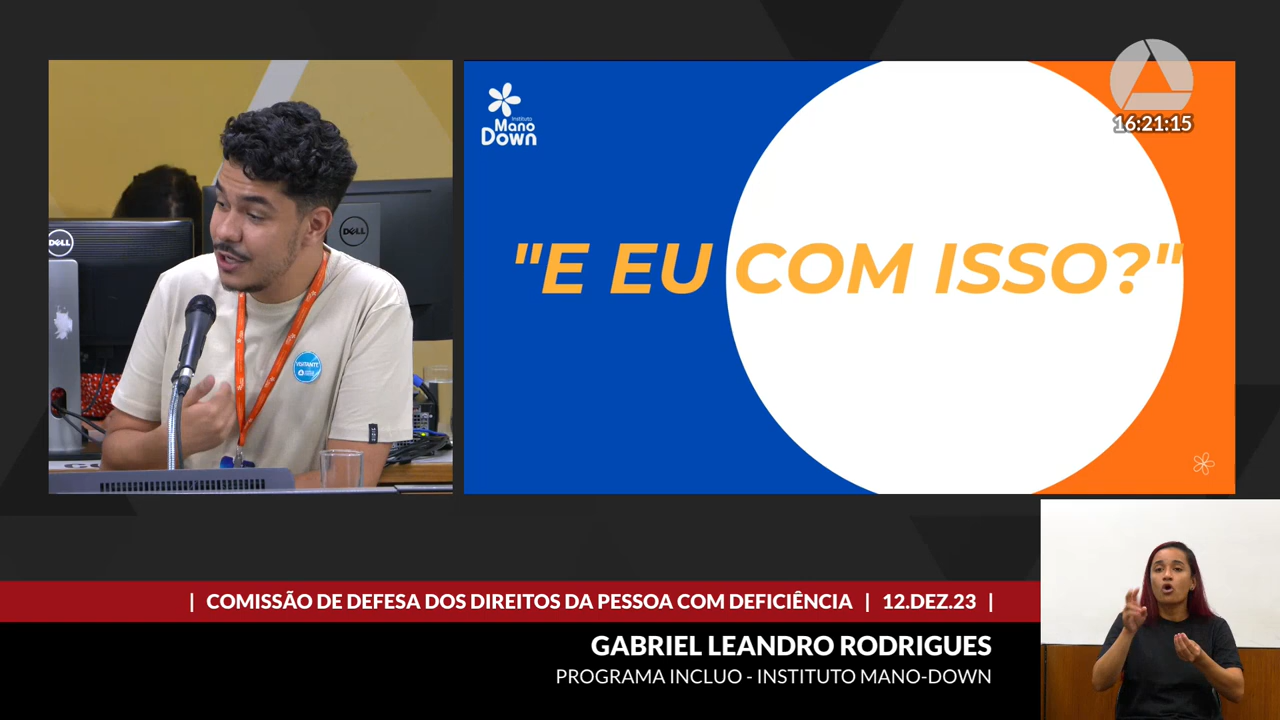 Instituto
Mano
Down
16:21:15
"E EU COM ISSO?"
DELL
DELL
VISITANTE
| COMISSÃO DE DEFESA DOS DIREITOS DA PESSOA COM DEFICIÊNCIA | 12.DEZ.23 |
GABRIEL LEANDRO RODRIGUES
PROGRAMA INCLUO - INSTITUTO MANO-DOWN